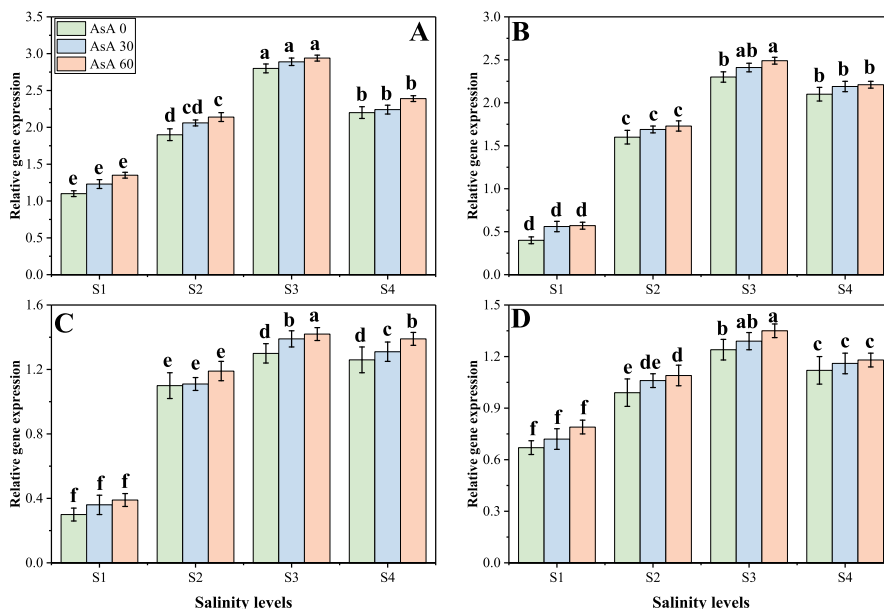 AsA 0
AsA 30
AsA 60
A
Relative gene expression
3.5
3.0
2.5
2.0
1.5
1.0
0.5
0.0
e e e
d cd c
a a a
b b b
S1 S2 S3 S4
B
Relative gene expression
3.0
2.5
2.0
1.5
1.0
0.5
0.0
d d d
c c c
b ab a
b b b
S1 S2 S3 S4
C
Relative gene expression
1.6
1.2
0.8
0.4
0.0
f f f
e e e
d b a
d c b
S1 S2 S3 S4
Salinity levels
D
Relative gene expression
1.5
1.2
0.9
0.6
0.3
0.0
f f f
e de d
b ab a
c c c
S1 S2 S3 S4
Salinity levels